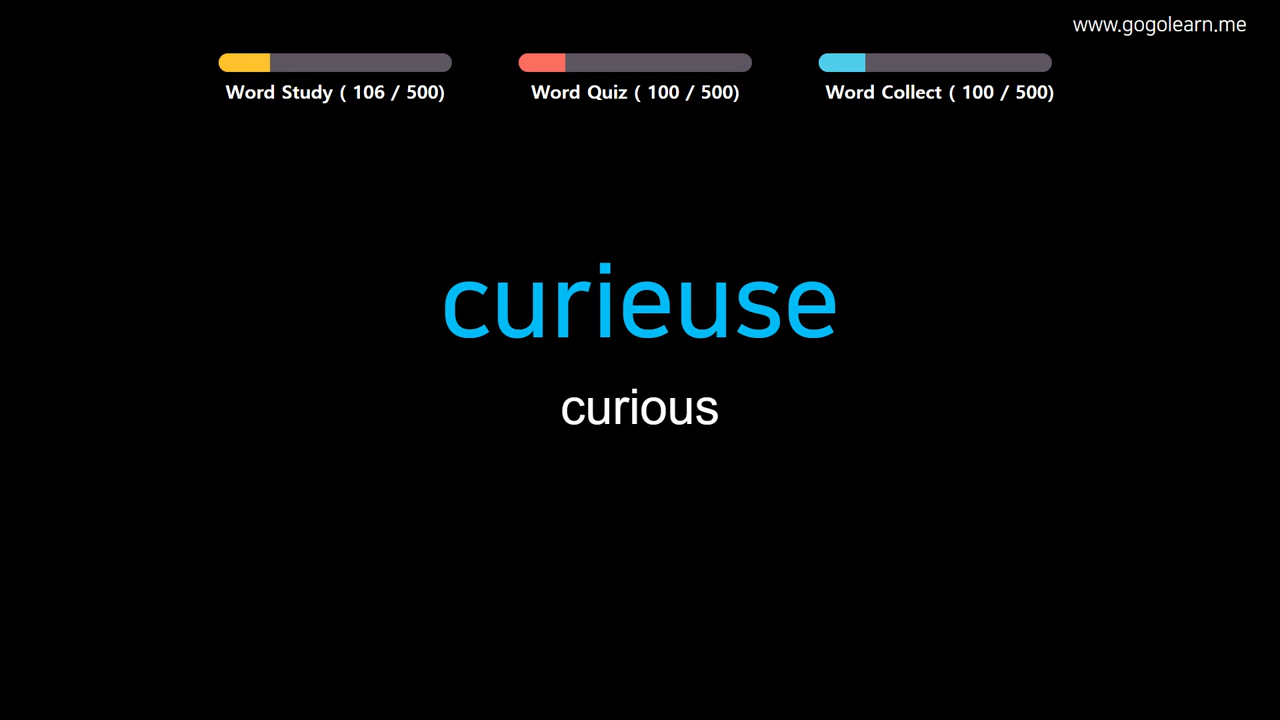 www.gogolearn.me
Word Study ( 106 / 500)
Word Quiz ( 100 / 500)
Word Collect ( 100 / 500)
curieuse
curious